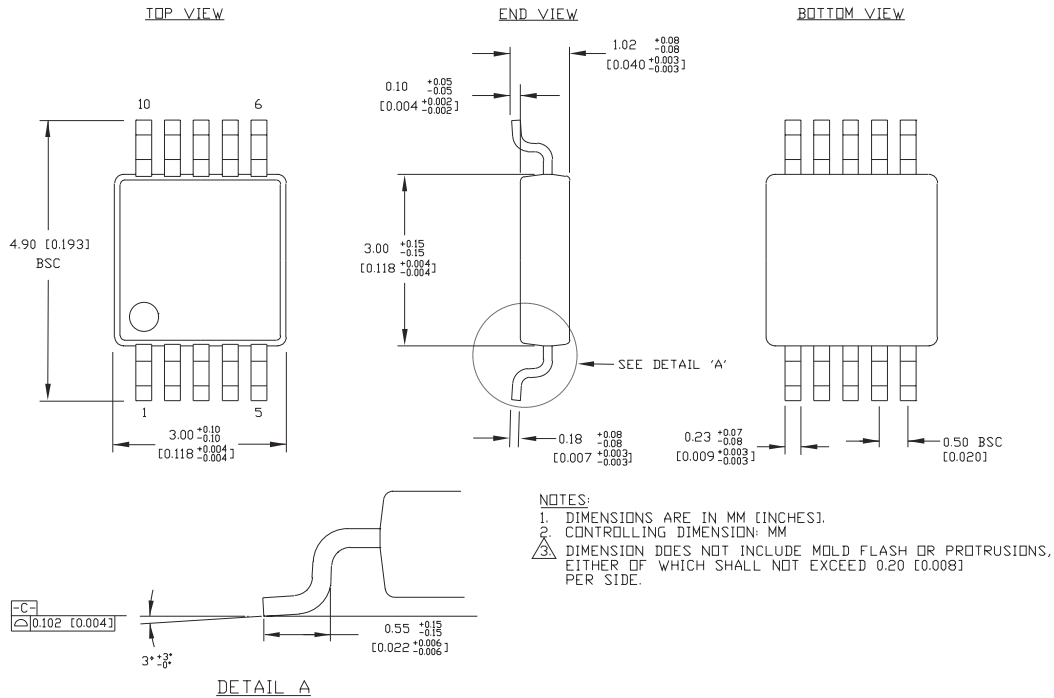 TOP VIEW
END VIEW
BOTTOM VIEW
1.02 +0.08 -0.08
[0.040 +0.003 -0.003]
0.10 +0.05 -0.05
[0.004 +0.002 -0.002]
10
6
4.90 [0.193]
BSC
3.00 +0.15 -0.15
[0.118 +0.004 -0.004]
SEE DETAIL 'A'
1
5
3.00 +0.10 -0.10
[0.118 +0.004 -0.004]
0.18 +0.08 -0.08
[0.007 +0.003 -0.003]
0.23 +0.07 -0.08
[0.009 +0.003 -0.003]
0.50 BSC
[0.020]
NOTES:
1. DIMENSIONS ARE IN MM [INCHES].
2. CONTROLLING DIMENSION: MM
3. DIMENSION DOES NOT INCLUDE MOLD FLASH OR PROTRUSIONS,
EITHER OF WHICH SHALL NOT EXCEED 0.20 [0.008]
PER SIDE.
-C-
0.102 [0.004]
3° +3° -0°
0.55 +0.15 -0.15
[0.022 +0.006 -0.006]
DETAIL A